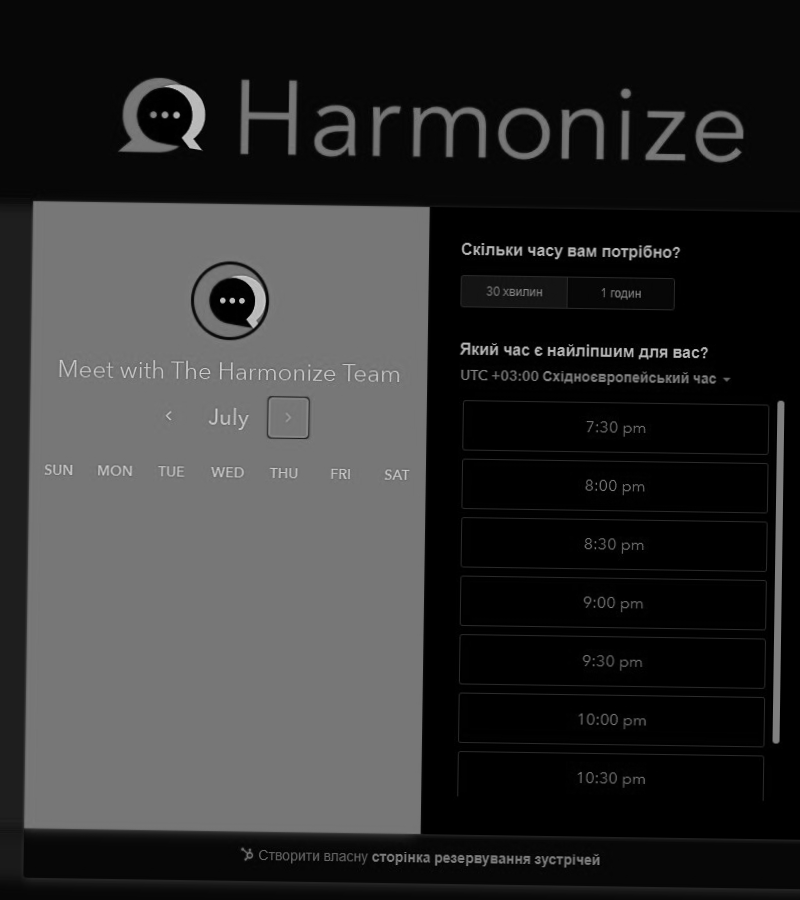 Harmonize
Meet with The Harmonize Team
July
SUN MON TUE WED THU FRI SAT
Скільки часу вам потрібно?
30 хвилин 1 годин
Який час є найліпшим для вас?
UTC +03:00 Східноєвропейський час
7:30 pm
8:00 pm
8:30 pm
9:00 pm
9:30 pm
10:00 pm
10:30 pm
Створити власну сторінка резервування зустрічей